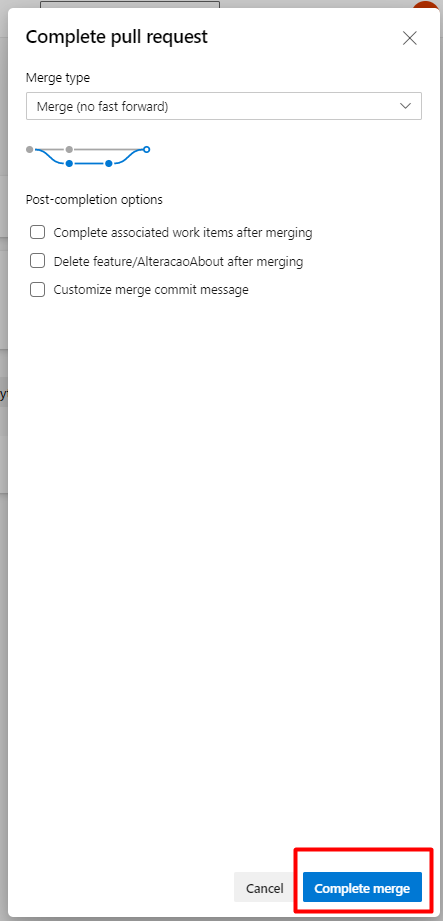 Complete pull request
Merge type
Merge (no fast forward)
Post-completion options
Complete associated work items after merging
Delete feature/AlteracaoAbout after merging
Customize merge commit message
Cancel
Complete merge